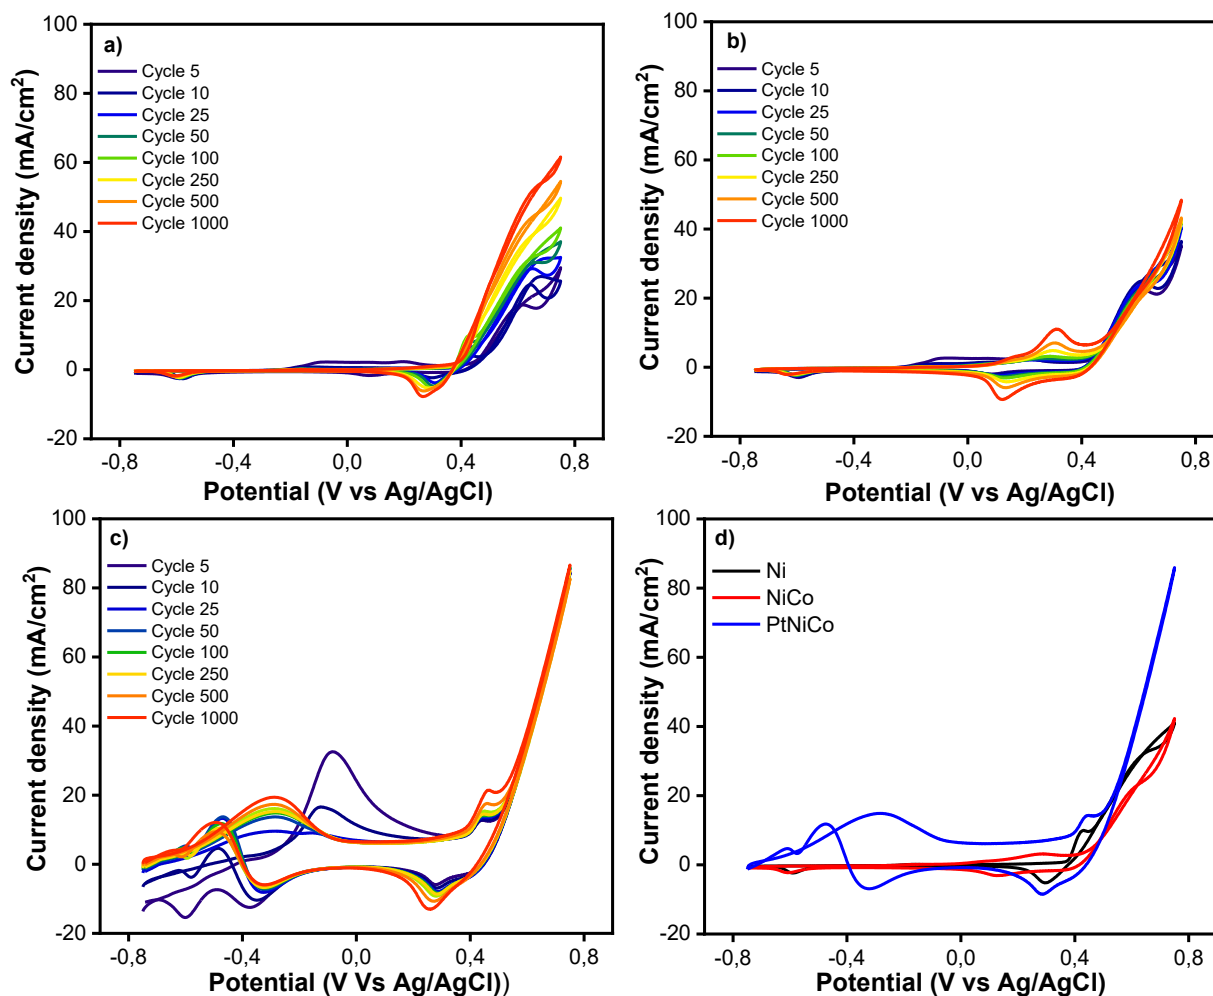 a)
Current density (mA/cm²)
100
80
60
40
20
0
-20
Cycle 5
Cycle 10
Cycle 25
Cycle 50
Cycle 100
Cycle 250
Cycle 500
Cycle 1000
-0,8
-0,4
0,0
0,4
0,8
Potential (V vs Ag/AgCl)
b)
Current density (mA/cm²)
100
80
60
40
20
0
-20
Cycle 5
Cycle 10
Cycle 25
Cycle 50
Cycle 100
Cycle 250
Cycle 500
Cycle 1000
-0,8
-0,4
0,0
0,4
0,8
Potential (V vs Ag/AgCl)
c)
Current density (mA/cm²)
100
80
60
40
20
0
-20
Cycle 5
Cycle 10
Cycle 25
Cycle 50
Cycle 100
Cycle 250
Cycle 500
Cycle 1000
-0,8
-0,4
0,0
0,4
0,8
Potential (V Vs Ag/AgCl))
d)
Current density (mA/cm²)
100
80
60
40
20
0
-20
Ni
NiCo
PtNiCo
-0,8
-0,4
0,0
0,4
0,8
Potential (V Vs Ag/AgCl)